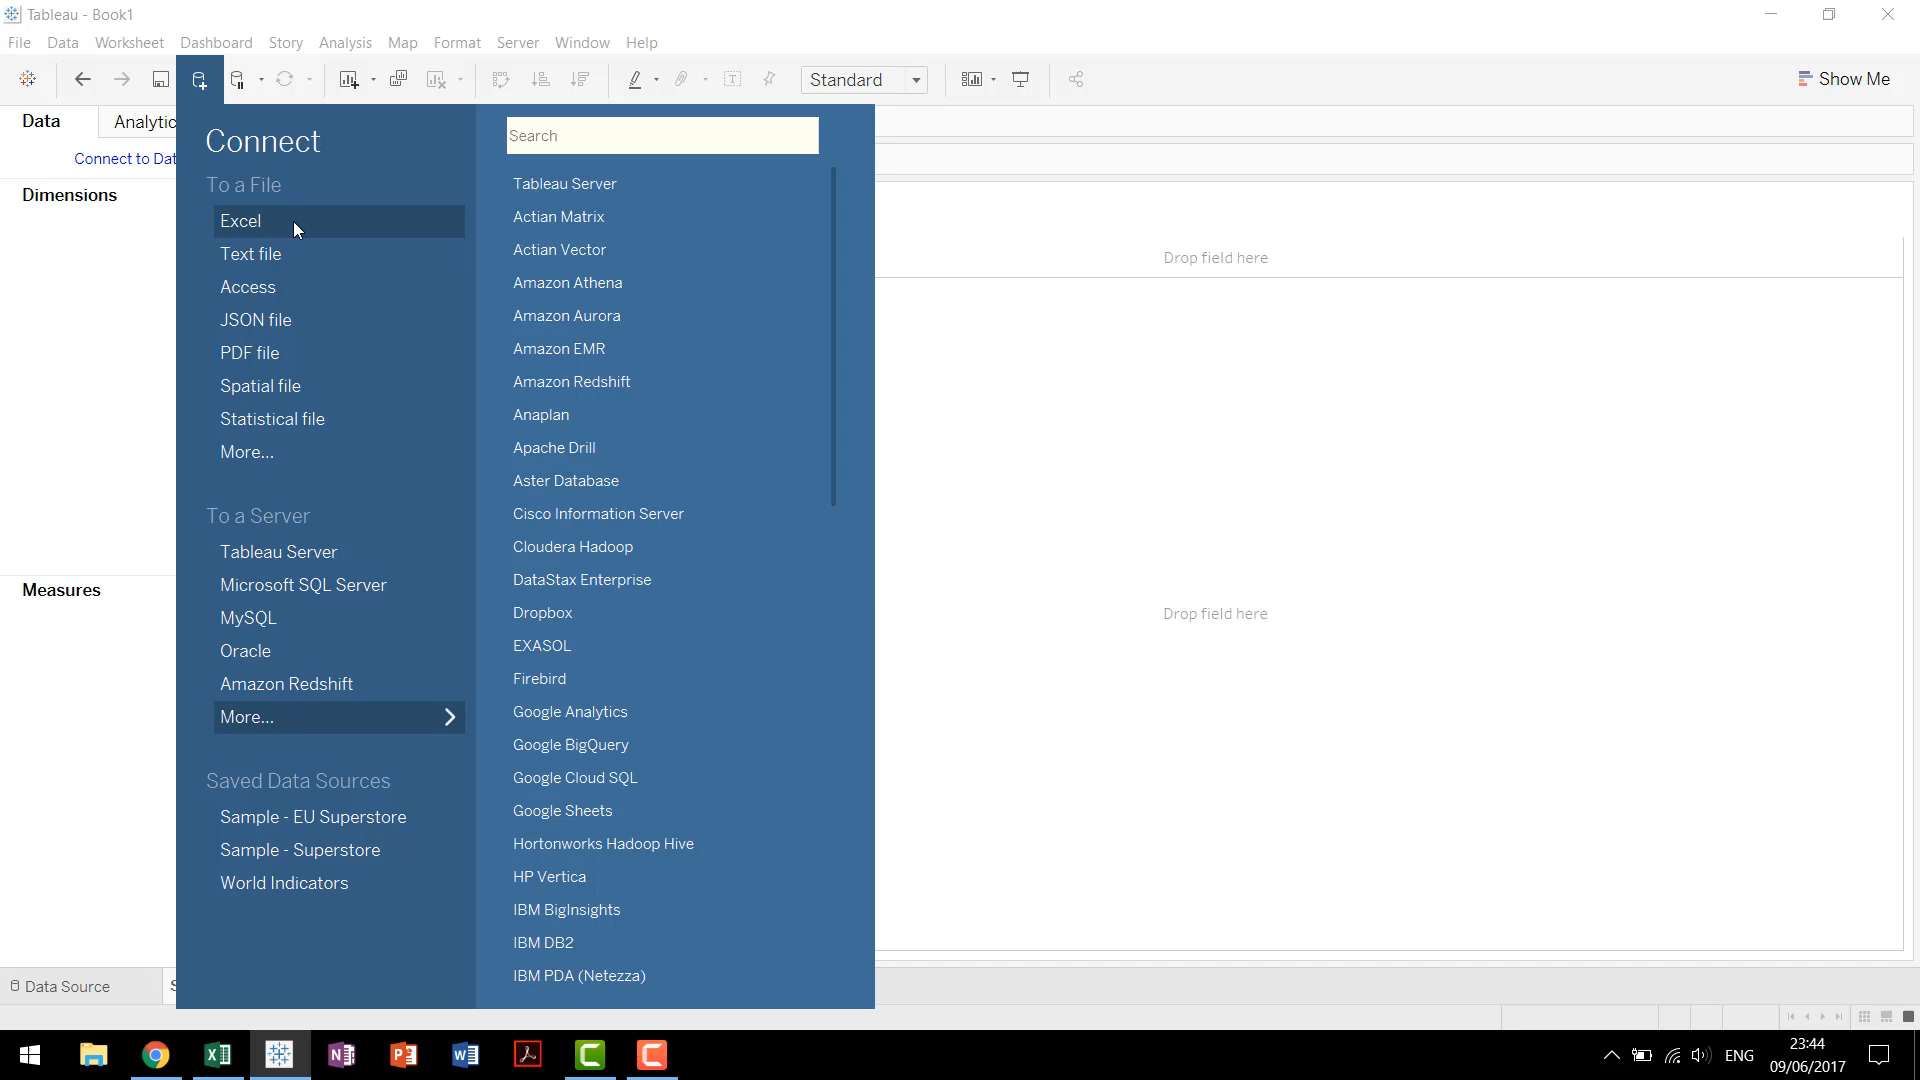 Tableau - Book1
File Data Worksheet Dashboard Story Analysis Map Format Server Window Help
Standard
Show Me
Data
Analytic
Connect to Dat
Dimensions
Measures
Connect
To a File
Excel
Text file
Access
JSON file
PDF file
Spatial file
Statistical file
More...
To a Server
Tableau Server
Microsoft SQL Server
MySQL
Oracle
Amazon Redshift
More...
Saved Data Sources
Sample - EU Superstore
Sample - Superstore
World Indicators
Search
Tableau Server
Actian Matrix
Actian Vector
Amazon Athena
Amazon Aurora
Amazon EMR
Amazon Redshift
Anaplan
Apache Drill
Aster Database
Cisco Information Server
Cloudera Hadoop
DataStax Enterprise
Dropbox
EXASOL
Firebird
Google Analytics
Google BigQuery
Google Cloud SQL
Google Sheets
Hortonworks Hadoop Hive
HP Vertica
IBM BigInsights
IBM DB2
IBM PDA (Netezza)
Drop field here
Drop field here
Data Source
ENG
23:44
09/06/2017